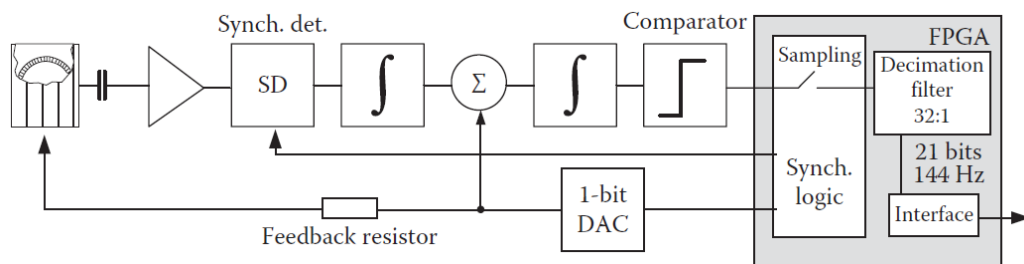 Synch. det.
Comparator
FPGA
SD
∫
Σ
∫
Sampling
Decimation
filter
32:1
21 bits
144 Hz
Synch.
logic
1-bit
DAC
Interface
Feedback resistor